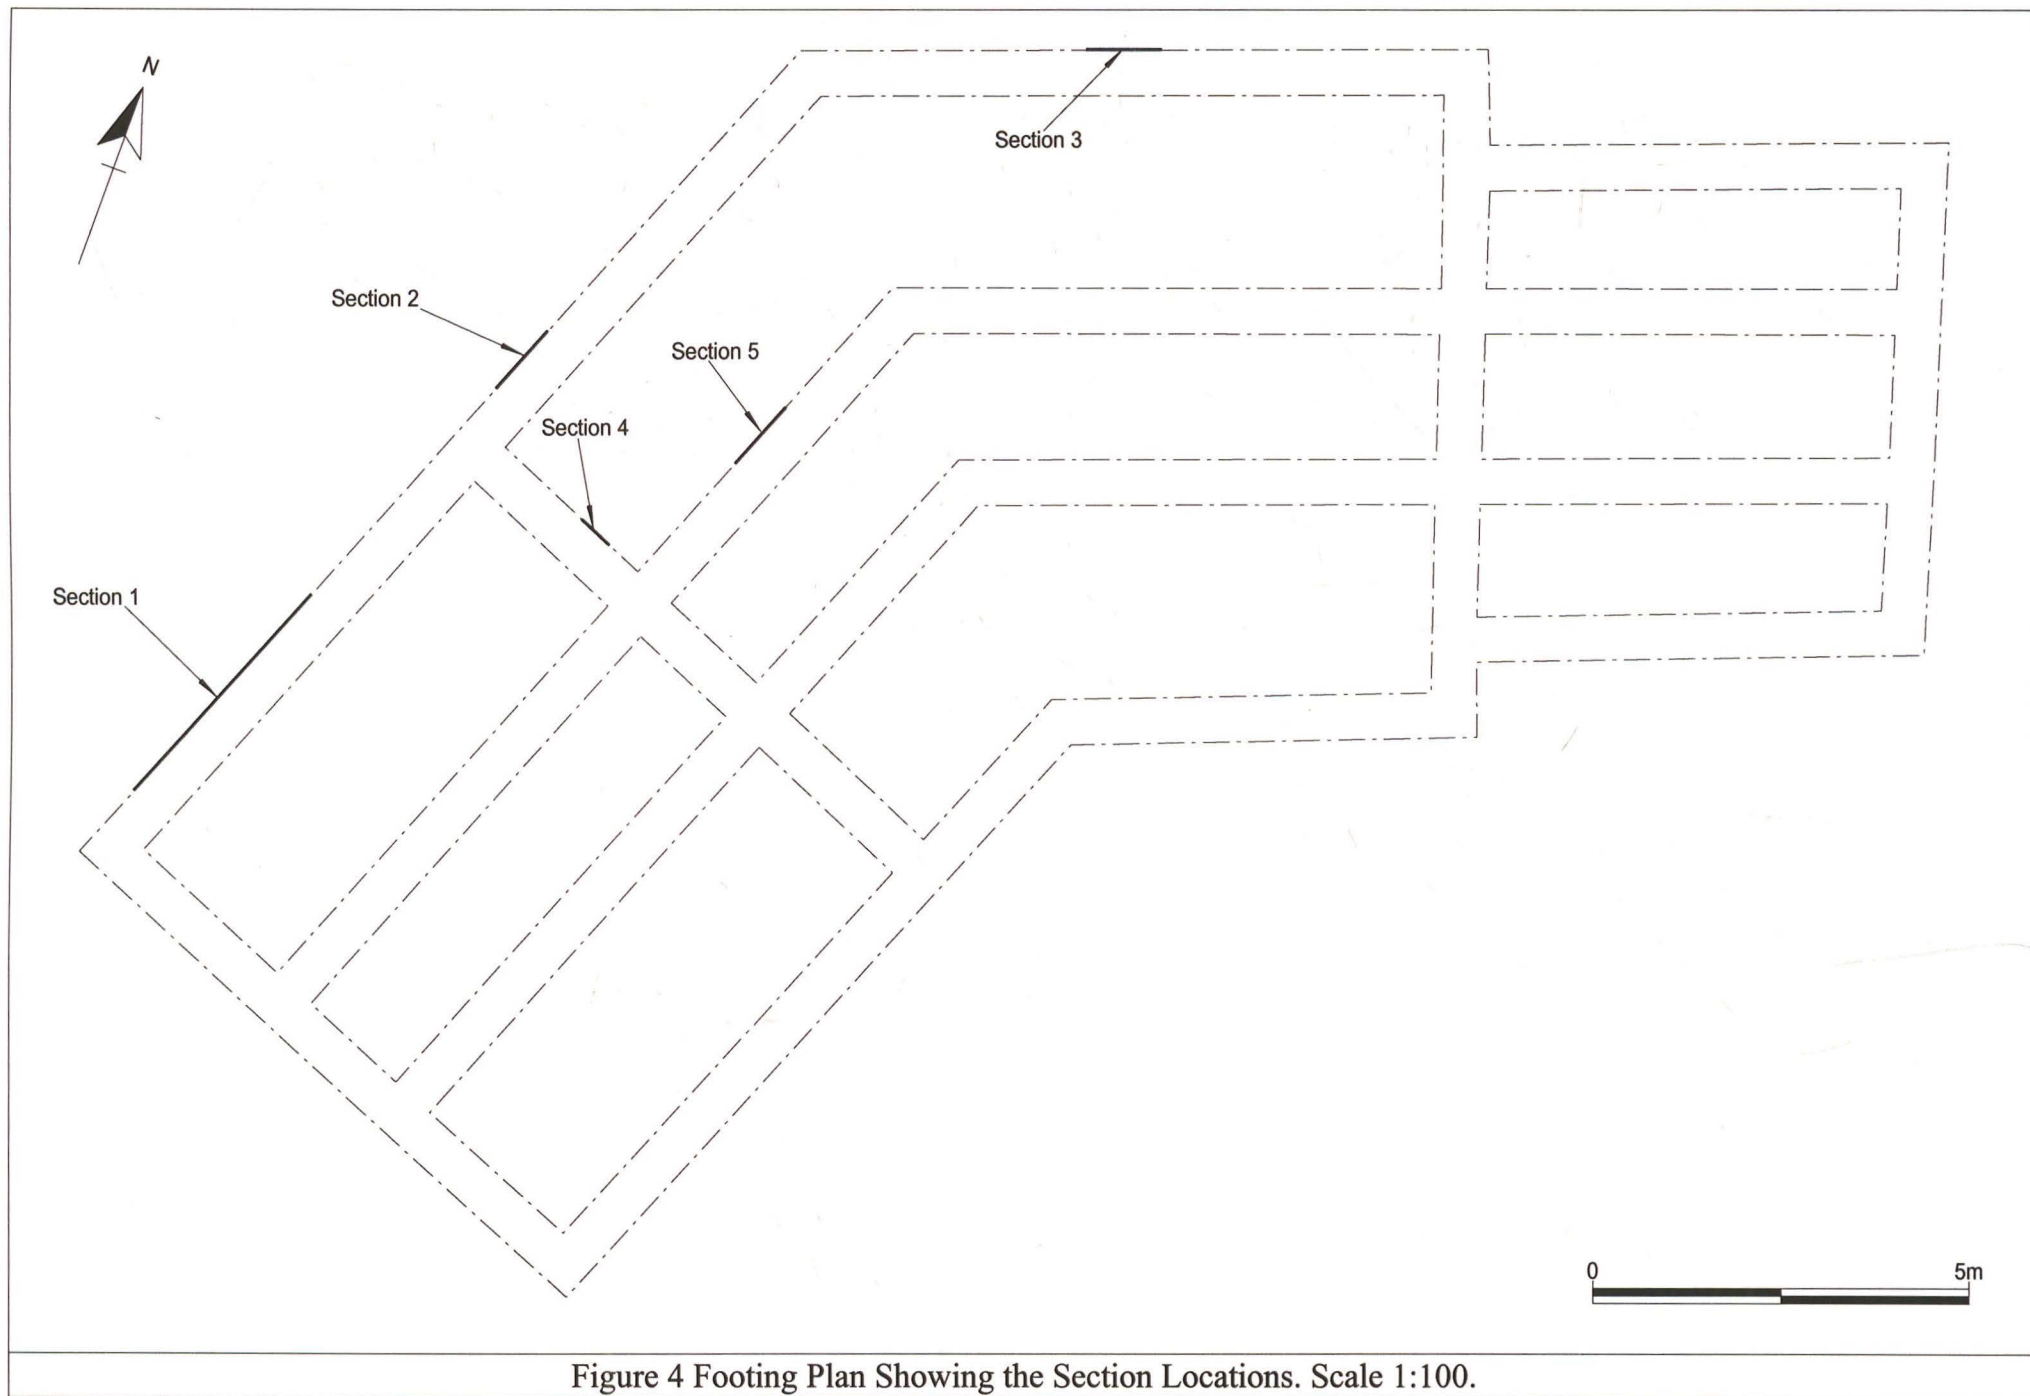 N
Section 3
Section 2
Section 5
Section 4
Section 1
0 5m
Figure 4 Footing Plan Showing the Section Locations. Scale 1:100.